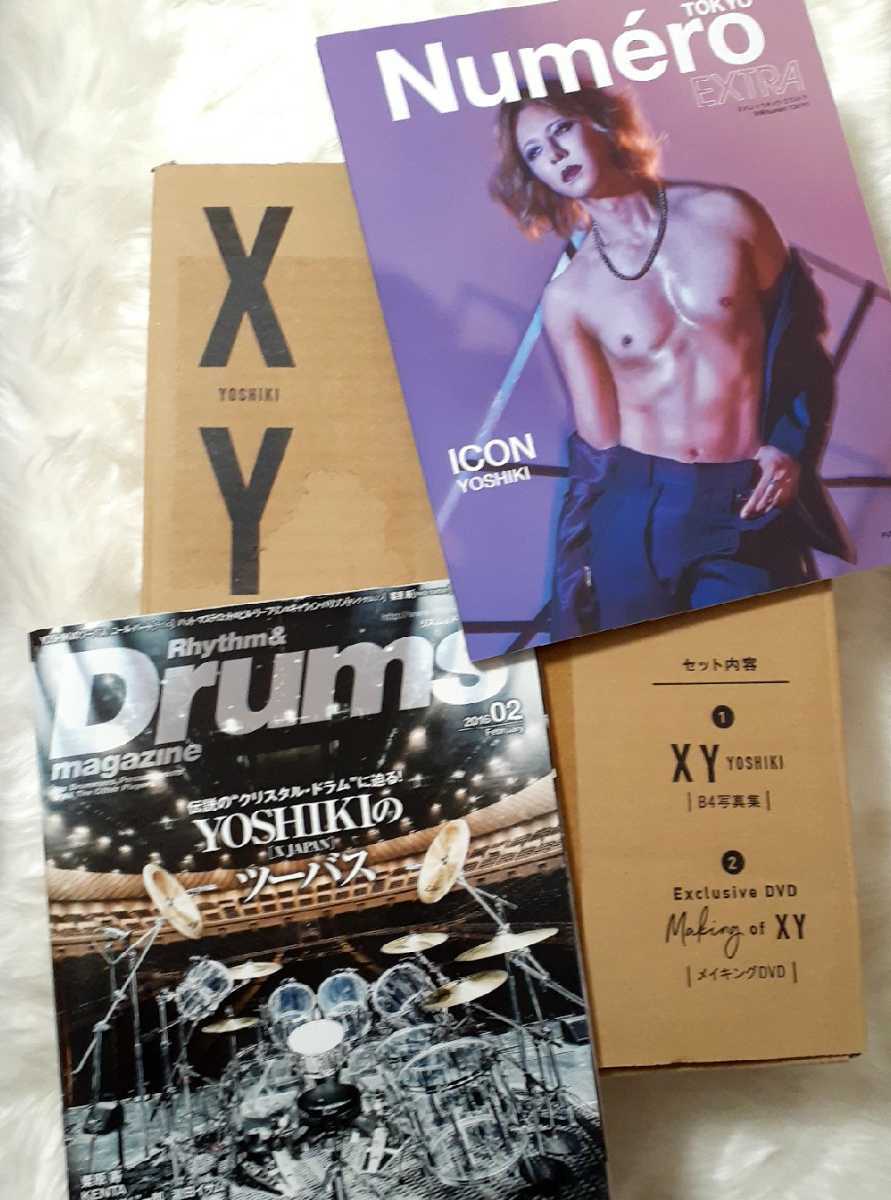 TOKYO
Numéro
EXTRA
ICON
YOSHIKI
X
YOSHIKI
Y
Rhythm &
Drums
magazine
2016 02
February
伝説の“クリスタル・ドラム”に迫る!
YOSHIKIの
[X JAPAN]
ツーバス
KENTA
セット内容
1
XY YOSHIKI
|B4写真集|
2
Exclusive DVD
Making of XY
|メイキングDVD|